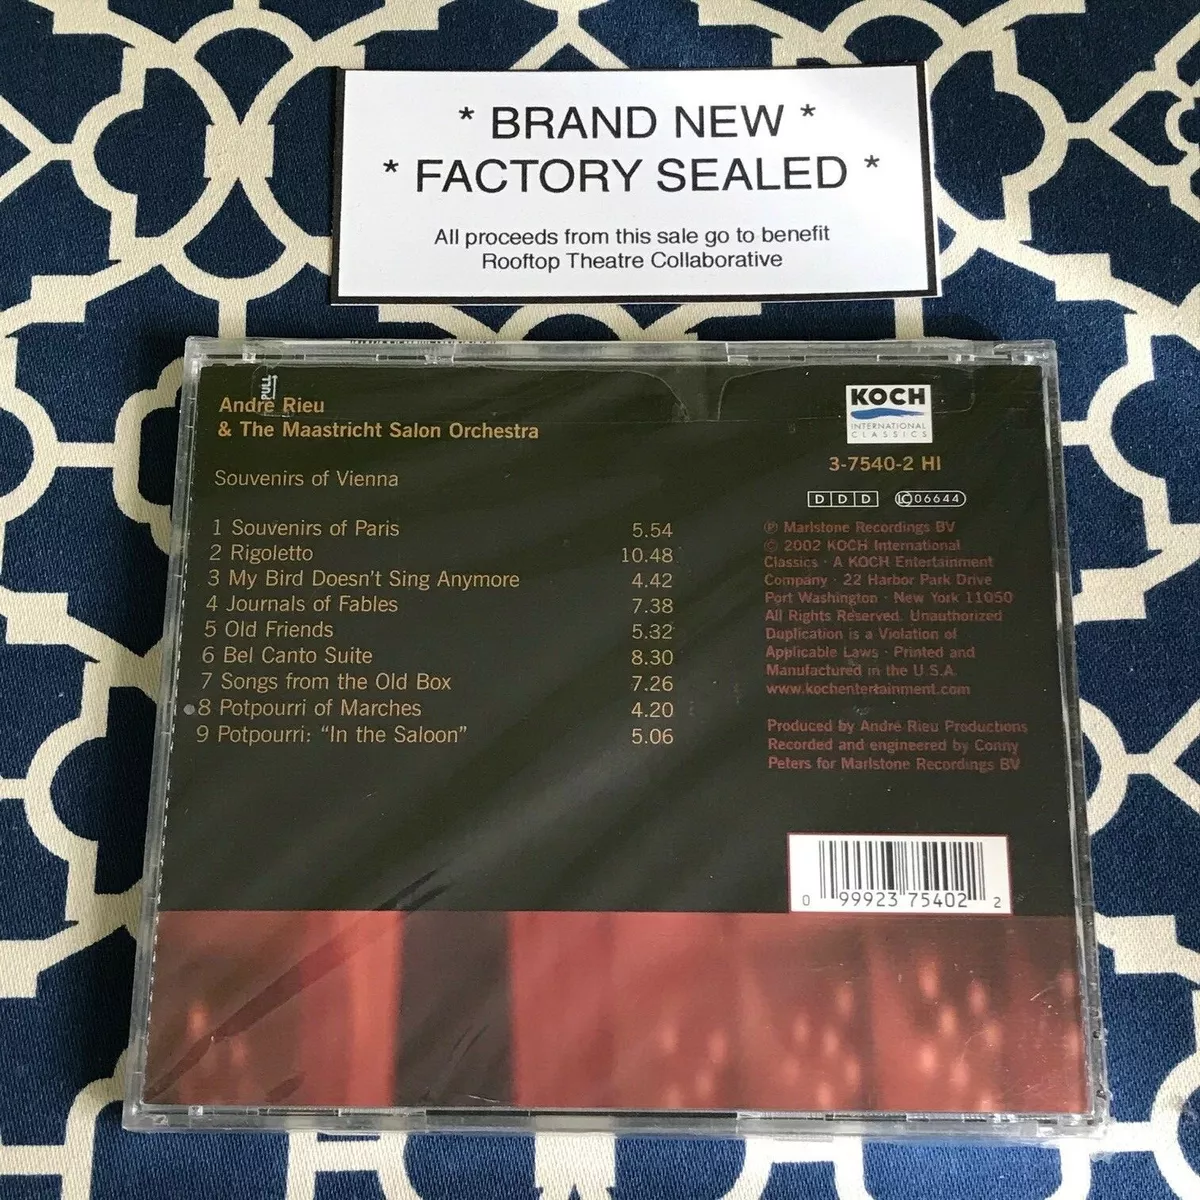 * BRAND NEW *
* FACTORY SEALED *
All proceeds from this sale go to benefit
Rooftop Theatre Collaborative
PULL
André Rieu
& The Maastricht Salon Orchestra
Souvenirs of Vienna
1 Souvenirs of Paris 5.54
2 Rigoletto 10.48
3 My Bird Doesn't Sing Anymore 4.42
4 Journals of Fables 7.38
5 Old Friends 5.32
6 Bel Canto Suite 8.30
7 Songs from the Old Box 7.26
8 Potpourri of Marches 4.20
9 Potpourri: "In the Saloon" 5.06
KOCH
INTERNATIONAL
CLASSICS
3-7540-2 HI
D D D LC 06644
℗ Marlstone Recordings BV
© 2002 KOCH International
Classics · A KOCH Entertainment
Company · 22 Harbor Park Drive
Port Washington · New York 11050
All Rights Reserved. Unauthorized
Duplication is a Violation of
Applicable Laws · Printed and
Manufactured in the U.S.A.
www.kochentertainment.com
Produced by André Rieu Productions
Recorded and engineered by Conny
Peters for Marlstone Recordings BV
0 99923 75402 2